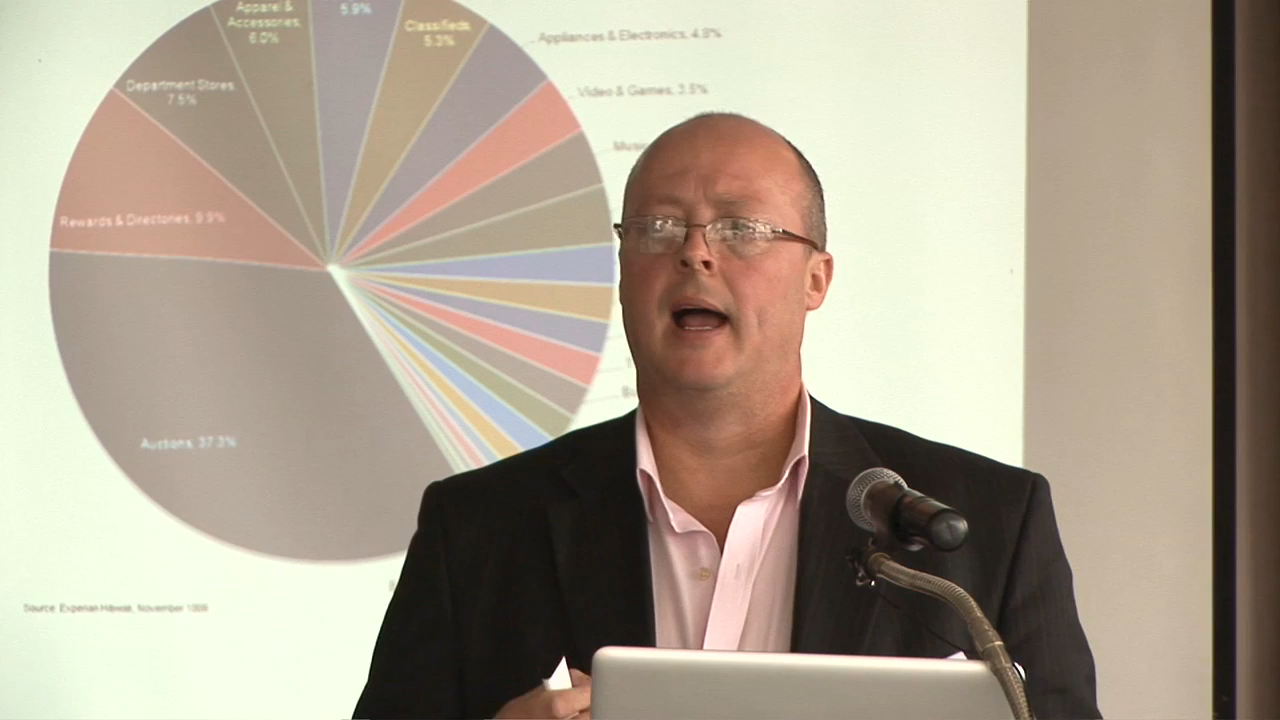 Apparel &
Accessories,
6.0%
5.9%
Classifieds,
5.3%
Appliances & Electronics, 4.8%
Department Stores,
7.5%
Video & Games, 3.5%
Rewards & Directories, 9.9%
Auctions, 37.3%
Source: Experian Hitwise, November